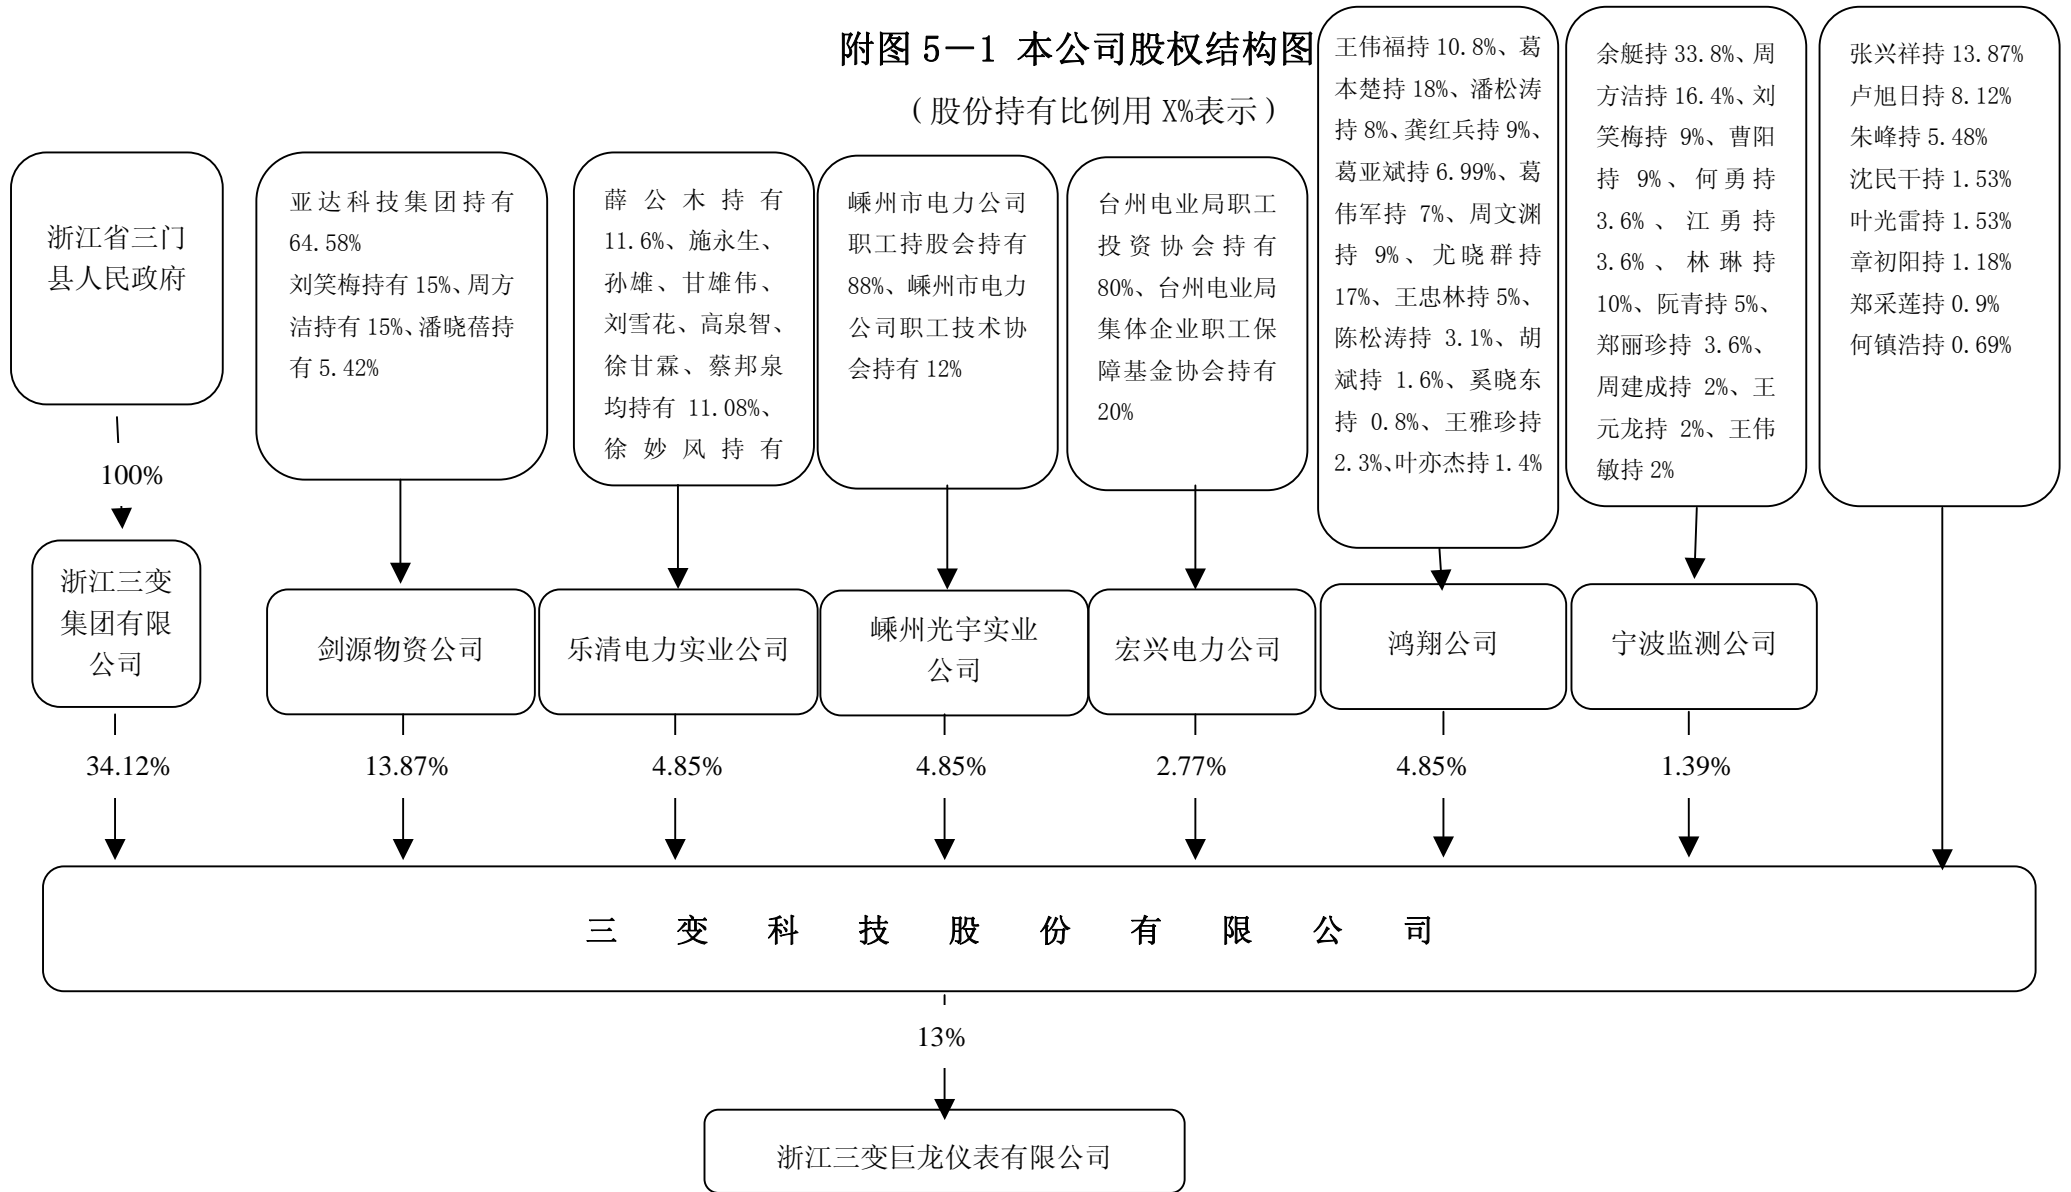 附图 5－1 本公司股权结构图
（股份持有比例用 X%表示）
浙江省三门
县人民政府
亚达科技集团持有
64.58%
刘笑梅持有 15%、周方
洁持有 15%、潘晓蓓持
有 5.42%
薛公木持有
11.6%、施永生、
孙雄、甘雄伟、
刘雪花、高泉智、
徐甘霖、蔡邦泉
均持有 11.08%、
徐妙风持有
嵊州市电力公司
职工持股会持有
88%、嵊州市电力
公司职工技术协
会持有 12%
台州电业局职工
投资协会持有
80%、台州电业局
集体企业职工保
障基金协会持有
20%
王伟福持 10.8%、葛
本楚持 18%、潘松涛
持 8%、龚红兵持 9%、
葛亚斌持 6.99%、葛
伟军持 7%、周文渊
持 9%、尤晓群持
17%、王忠林持 5%、
陈松涛持 3.1%、胡
斌持 1.6%、奚晓东
持 0.8%、王雅珍持
2.3%、叶亦杰持 1.4%
余艇持 33.8%、周
方洁持 16.4%、刘
笑梅持 9%、曹阳
持 9%、何勇持
3.6%、江勇持
3.6%、林琳持
10%、阮青持 5%、
郑丽珍持 3.6%、
周建成持 2%、王
元龙持 2%、王伟
敏持 2%
张兴祥持 13.87%
卢旭日持 8.12%
朱峰持 5.48%
沈民干持 1.53%
叶光雷持 1.53%
章初阳持 1.18%
郑采莲持 0.9%
何镇浩持 0.69%
100%
浙江三变
集团有限
公司
剑源物资公司
乐清电力实业公司
嵊州光宇实业
公司
宏兴电力公司
鸿翔公司
宁波监测公司
34.12%
13.87%
4.85%
4.85%
2.77%
4.85%
1.39%
三变科技股份有限公司
13%
浙江三变巨龙仪表有限公司